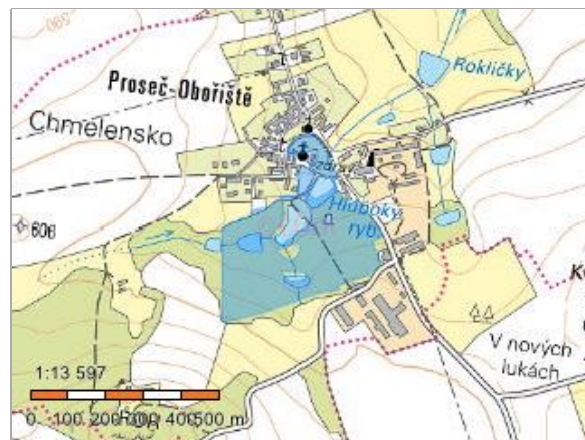 Proseč-Obořiště
Rokličky
Chmelensko
Hluboký
ryb.
606
V nových
lukách
1:13 597
0 100 200 300 400 500 m